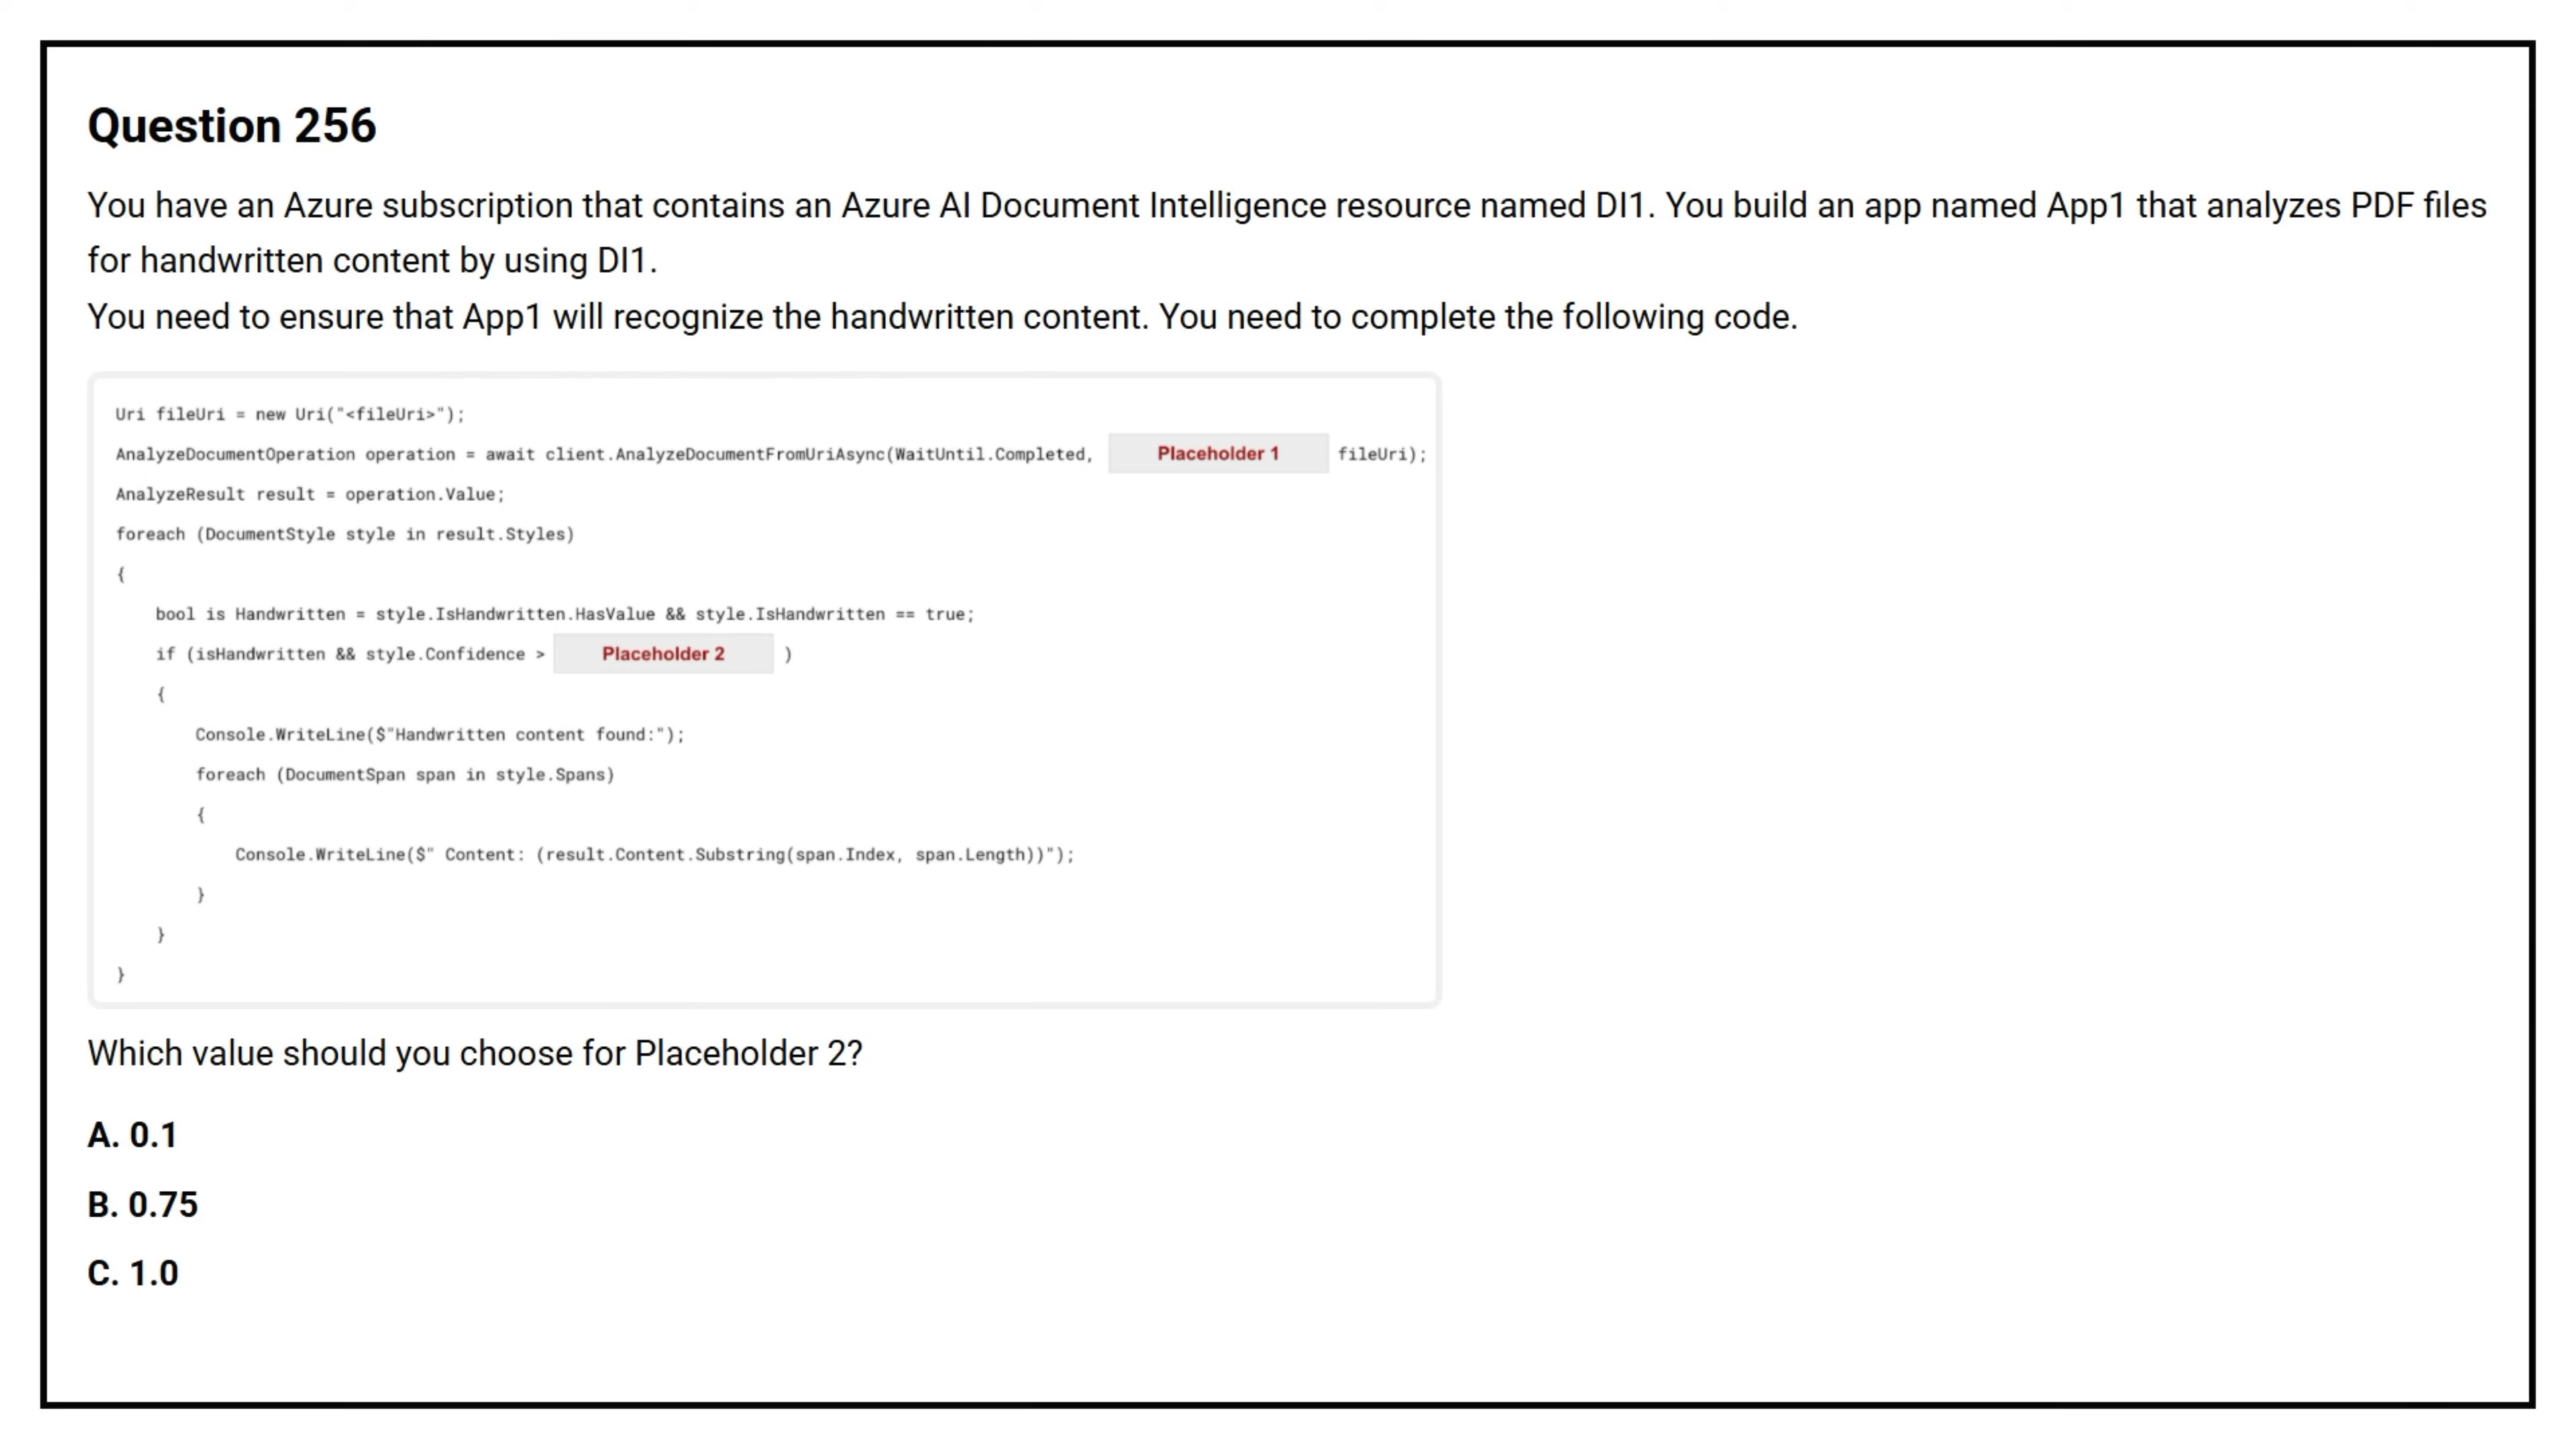 Question 256
You have an Azure subscription that contains an Azure AI Document Intelligence resource named DI1. You build an app named App1 that analyzes PDF files
for handwritten content by using DI1.
You need to ensure that App1 will recognize the handwritten content. You need to complete the following code.
Uri fileUri = new Uri("<fileUri>");
AnalyzeDocumentOperation operation = await client.AnalyzeDocumentFromUriAsync(WaitUntil.Completed, Placeholder 1 fileUri);
AnalyzeResult result = operation.Value;
foreach (DocumentStyle style in result.Styles)
{
bool is Handwritten = style.IsHandwritten.HasValue && style.IsHandwritten == true;
if (isHandwritten && style.Confidence > Placeholder 2 )
{
Console.WriteLine($"Handwritten content found:");
foreach (DocumentSpan span in style.Spans)
{
Console.WriteLine($" Content: (result.Content.Substring(span.Index, span.Length))");
}
}
}
Which value should you choose for Placeholder 2?
A. 0.1
B. 0.75
C. 1.0